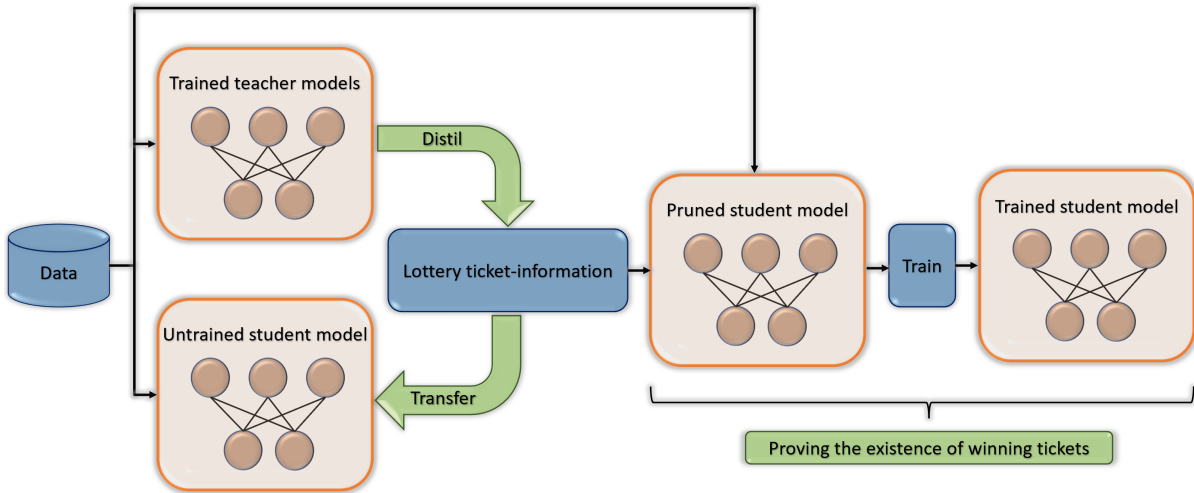 Trained teacher models
Distil
Data
Lottery ticket-information
Untrained student model
Transfer
Pruned student model
Train
Trained student model
Proving the existence of winning tickets